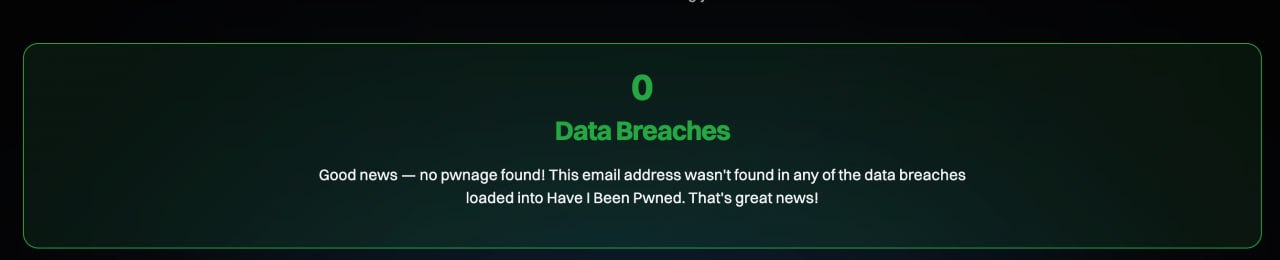 0
Data Breaches
Good news — no pwnage found! This email address wasn't found in any of the data breaches
loaded into Have I Been Pwned. That's great news!